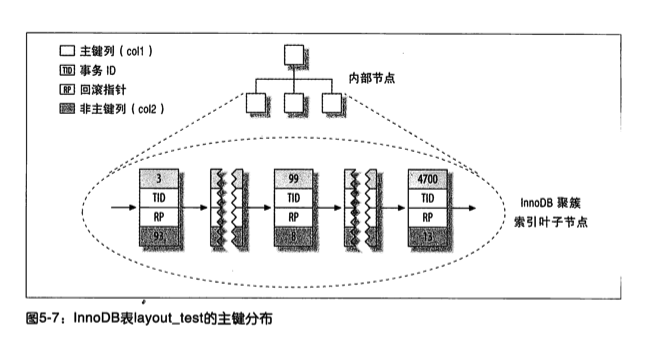 主键列（col1）
TID 事务 ID
RP 回滚指针
非主键列（col2）
内部节点
3
TID
RP
93
99
TID
RP
8
4700
TID
RP
13
InnoDB 聚簇
索引叶子节点
图5-7：InnoDB表layout_test的主键分布